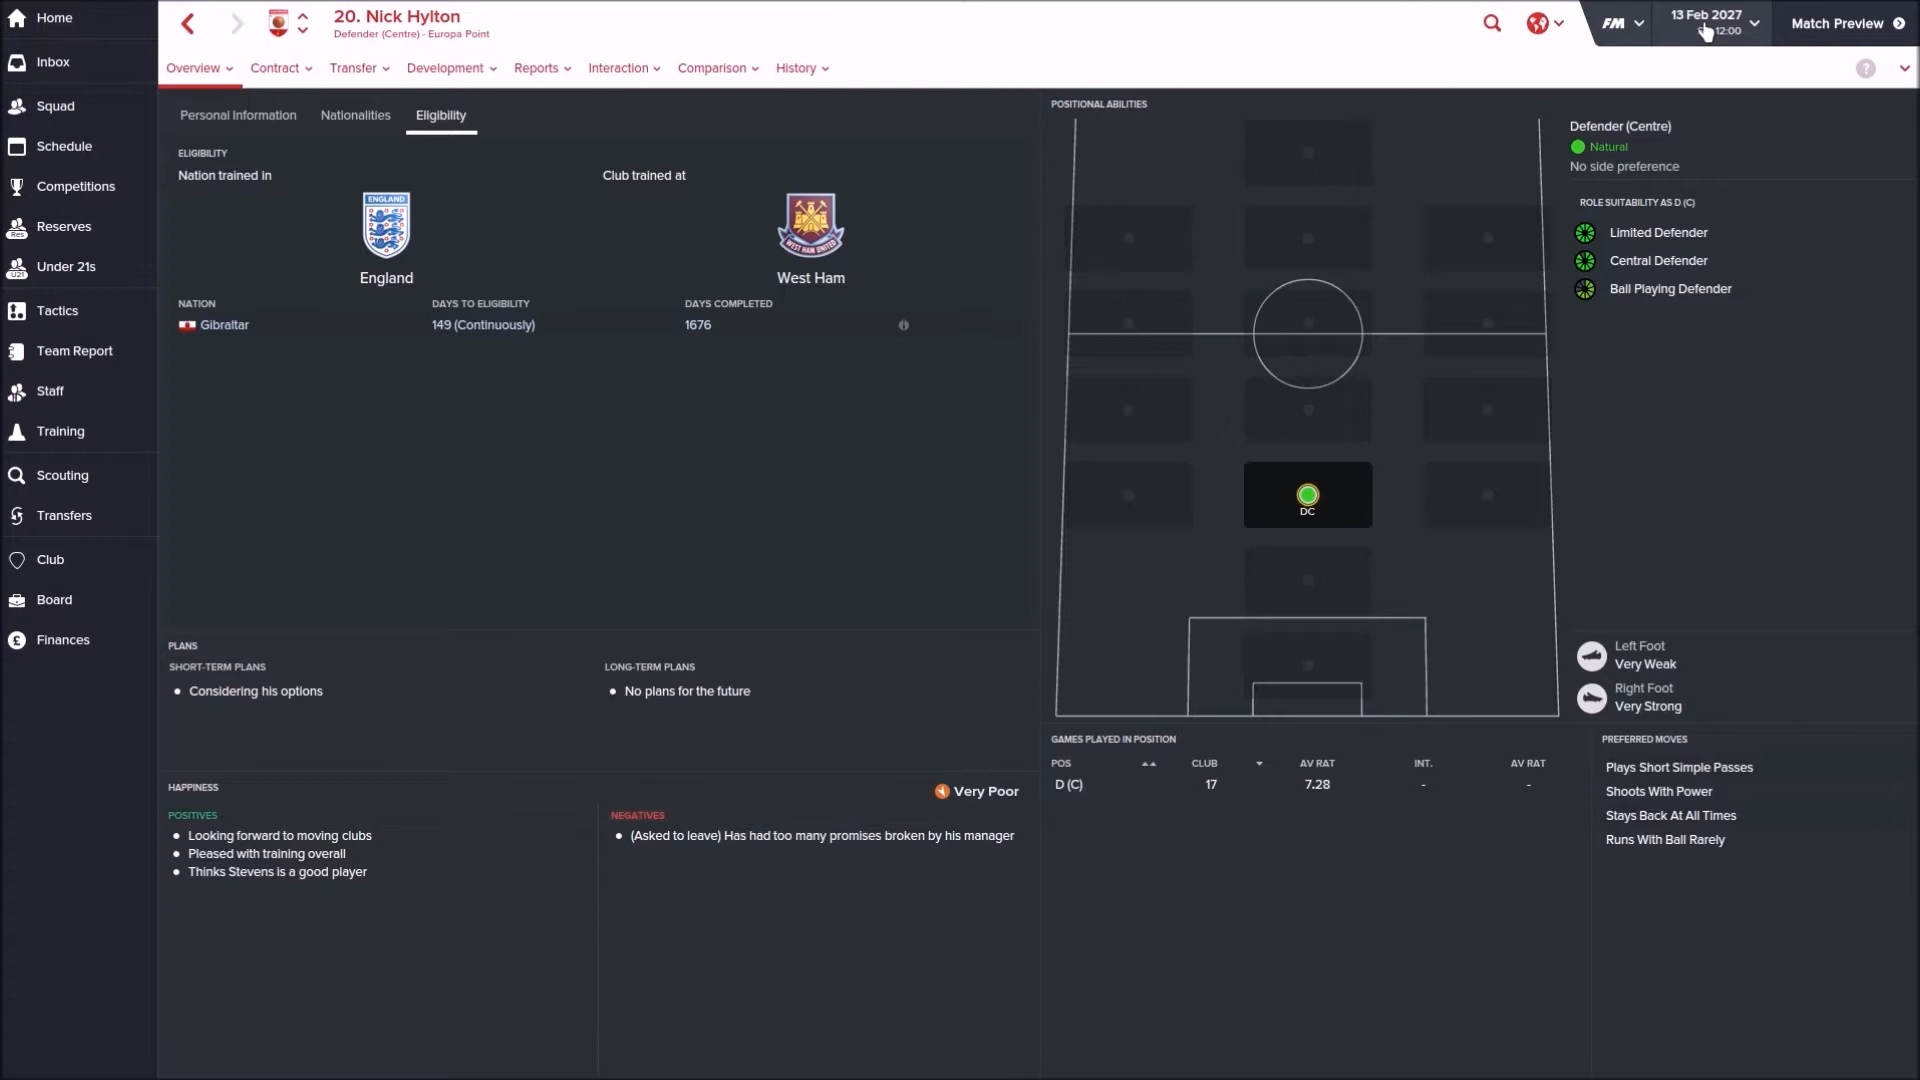 Home
Inbox
Squad
Schedule
Competitions
Reserves
Under 21s
Tactics
Team Report
Staff
Training
Scouting
Transfers
Club
Board
Finances
20. Nick Hylton
Defender (Centre) - Europa Point
FM
13 Feb 2027
12:00
Match Preview
Overview Contract Transfer Development Reports Interaction Comparison History
Personal Information Nationalities Eligibility
ELIGIBILITY
Nation trained in Club trained at
ENGLAND
WEST HAM UNITED
England West Ham
NATION DAYS TO ELIGIBILITY DAYS COMPLETED
Gibraltar 149 (Continuously) 1676
PLANS
SHORT-TERM PLANS LONG-TERM PLANS
Considering his options No plans for the future
HAPPINESS
Very Poor
POSITIVES
Looking forward to moving clubs
Pleased with training overall
Thinks Stevens is a good player
NEGATIVES
(Asked to leave) Has had too many promises broken by his manager
POSITIONAL ABILITIES
DC
Defender (Centre)
Natural
No side preference
ROLE SUITABILITY AS D (C)
Limited Defender
Central Defender
Ball Playing Defender
Left Foot
Very Weak
Right Foot
Very Strong
GAMES PLAYED IN POSITION
POS CLUB AV RAT INT. AV RAT
D (C) 17 7.28 - -
PREFERRED MOVES
Plays Short Simple Passes
Shoots With Power
Stays Back At All Times
Runs With Ball Rarely